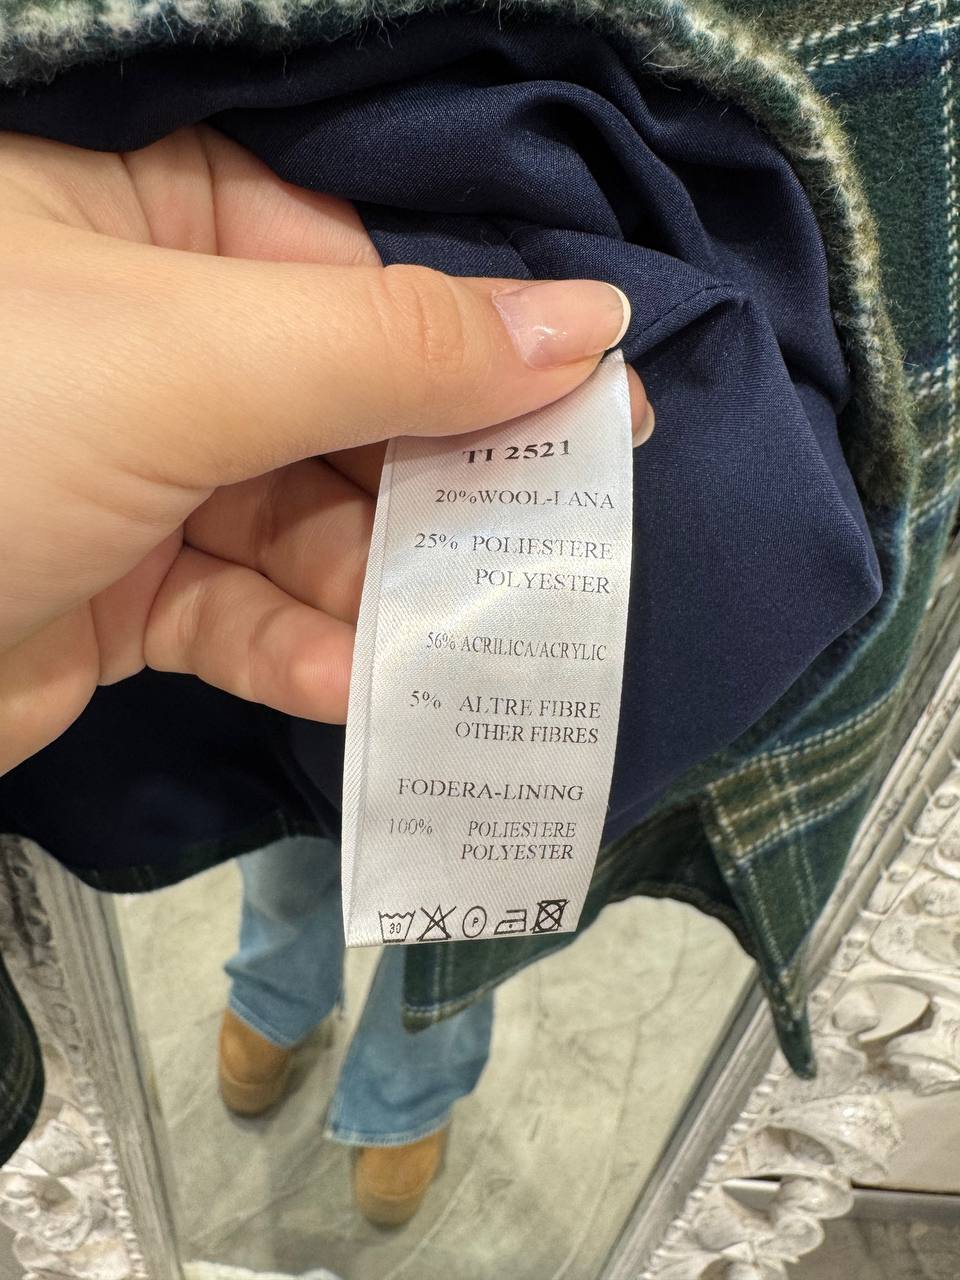 TI 2521
20%WOOL-LANA
25% POLIESTERE
POLYESTER
56% ACRILICA/ACRYLIC
5% ALTRE FIBRE
OTHER FIBRES
FODERA-LINING
100% POLIESTERE
POLYESTER
30 P